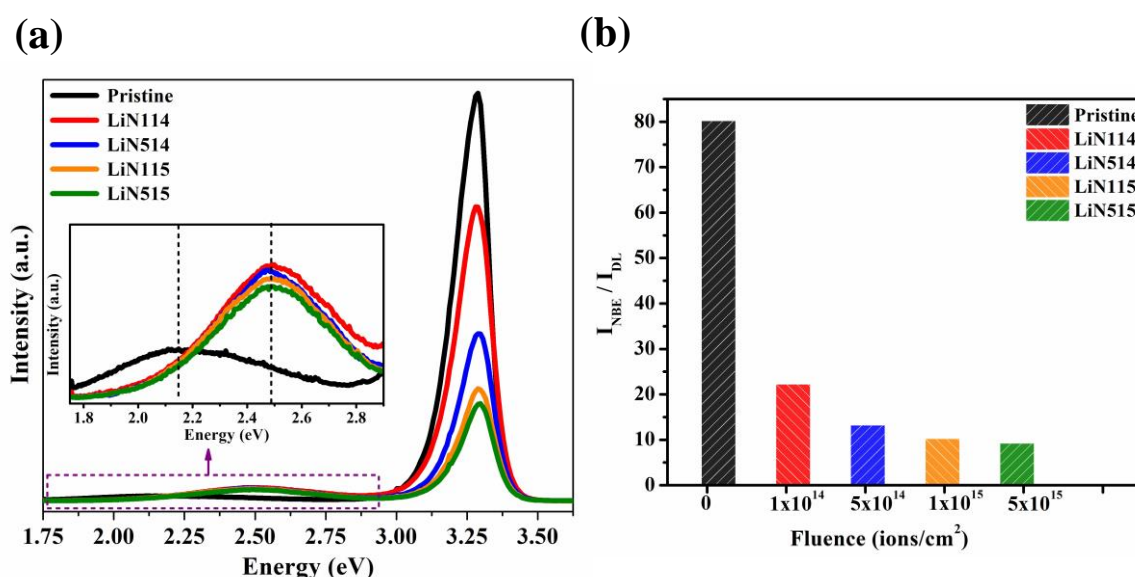 (a)
Pristine
LiN114
LiN514
LiN115
LiN515
Intensity (a.u.)
Intensity (a.u.)
1.8 2.0 2.2 2.4 2.6 2.8
Energy (eV)
1.75 2.00 2.25 2.50 2.75 3.00 3.25 3.50
Energy (eV)
(b)
Pristine
LiN114
LiN514
LiN115
LiN515
80
70
60
50
40
30
20
10
0
I_NBE / I_DL
0 1x10^14 5x10^14 1x10^15 5x10^15
Fluence (ions/cm^2)